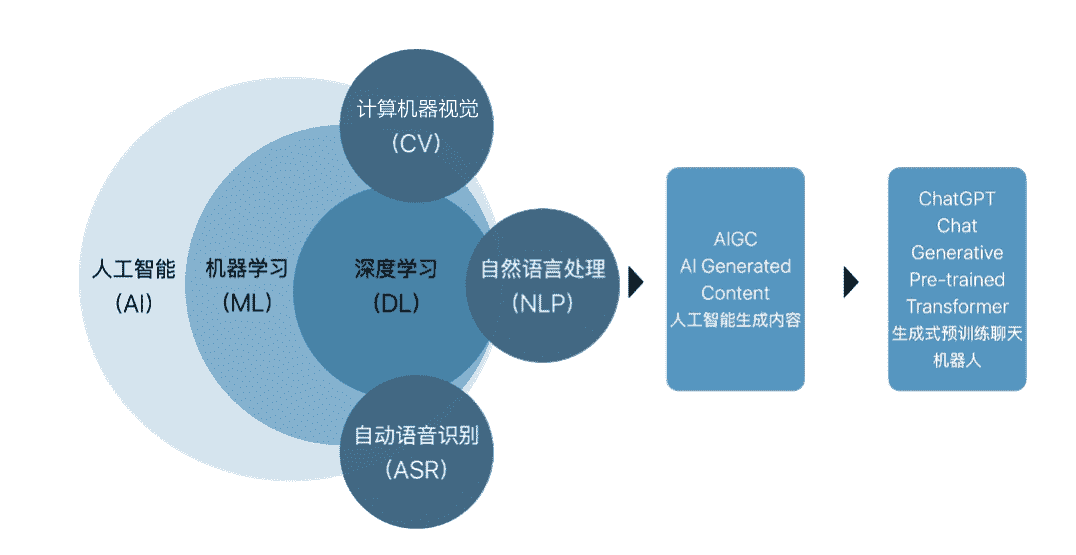 计算机器视觉
(CV)
人工智能
(AI)
机器学习
(ML)
深度学习
(DL)
自然语言处理
(NLP)
自动语音识别
(ASR)
AIGC
AI Generated
Content
人工智能生成内容
ChatGPT
Chat
Generative
Pre-trained
Transformer
生成式预训练聊天
机器人